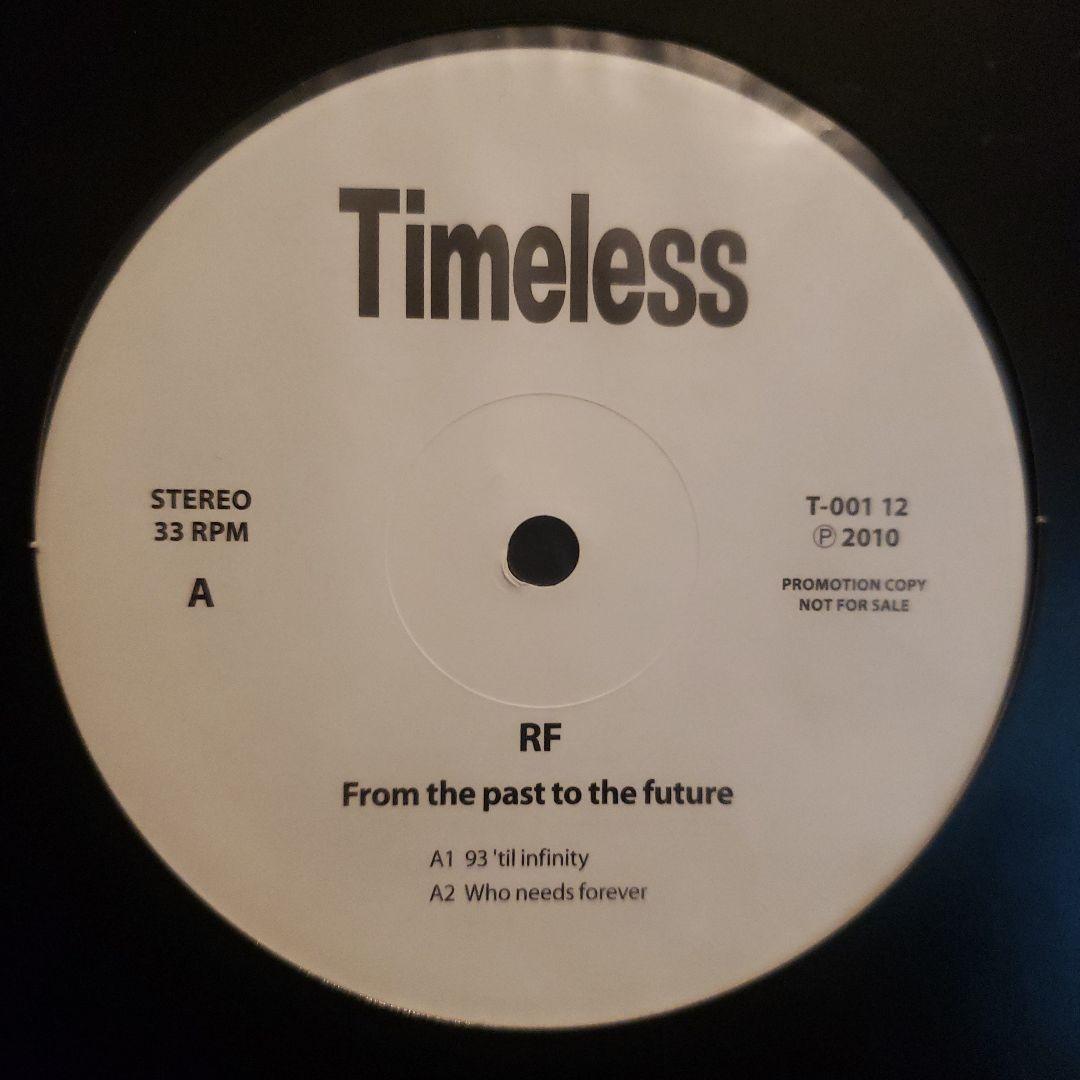 Timeless
STEREO
33 RPM
A
T-001 12
Ⓟ 2010
PROMOTION COPY
NOT FOR SALE
RF
From the past to the future
A1 93 'til infinity
A2 Who needs forever